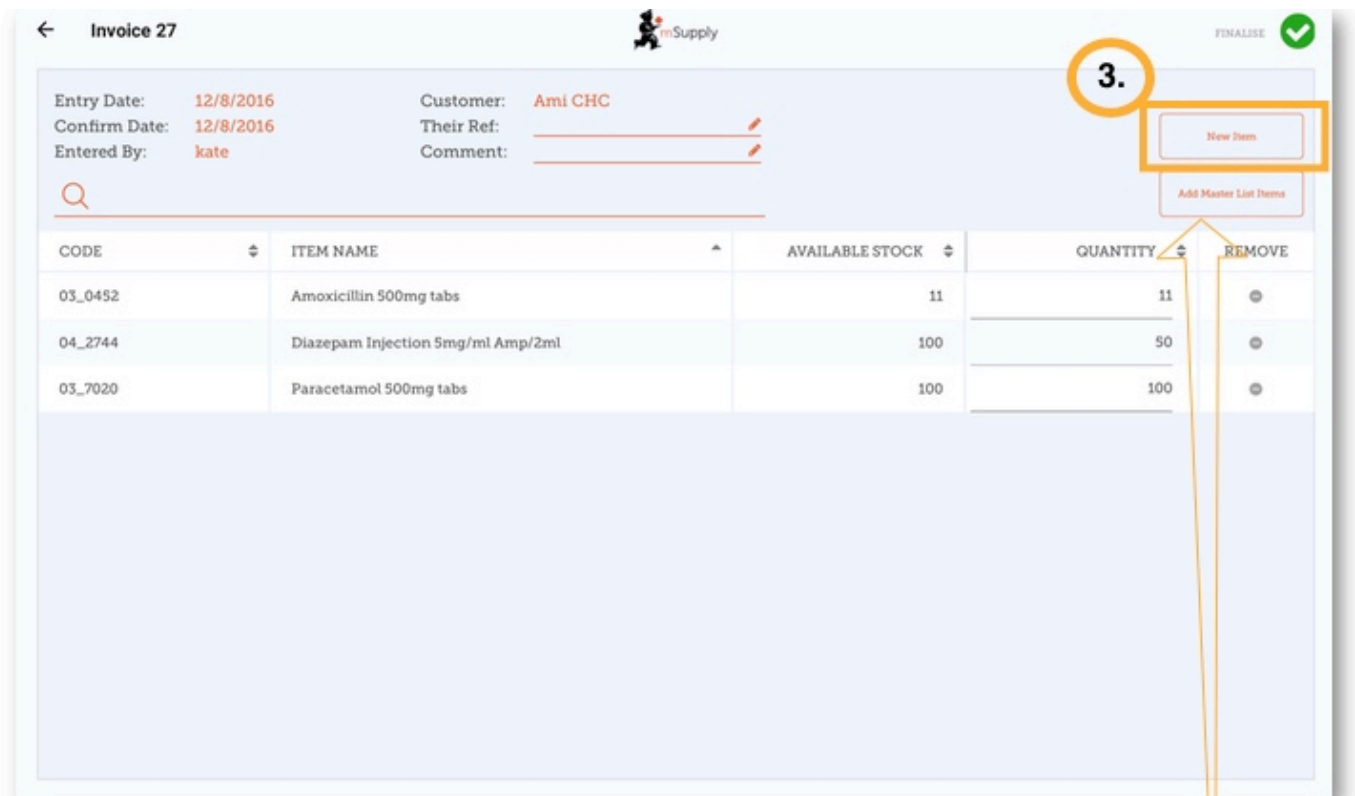 Invoice 27
mSupply
FINALISE
3.
Entry Date: 12/8/2016 Customer: Ami CHC
Confirm Date: 12/8/2016 Their Ref:
Entered By: kate Comment:
New Item
Add Master List Items
CODE ITEM NAME AVAILABLE STOCK QUANTITY REMOVE
03_0452 Amoxicillin 500mg tabs 11 11
04_2744 Diazepam Injection 5mg/ml Amp/2ml 100 50
03_7020 Paracetamol 500mg tabs 100 100